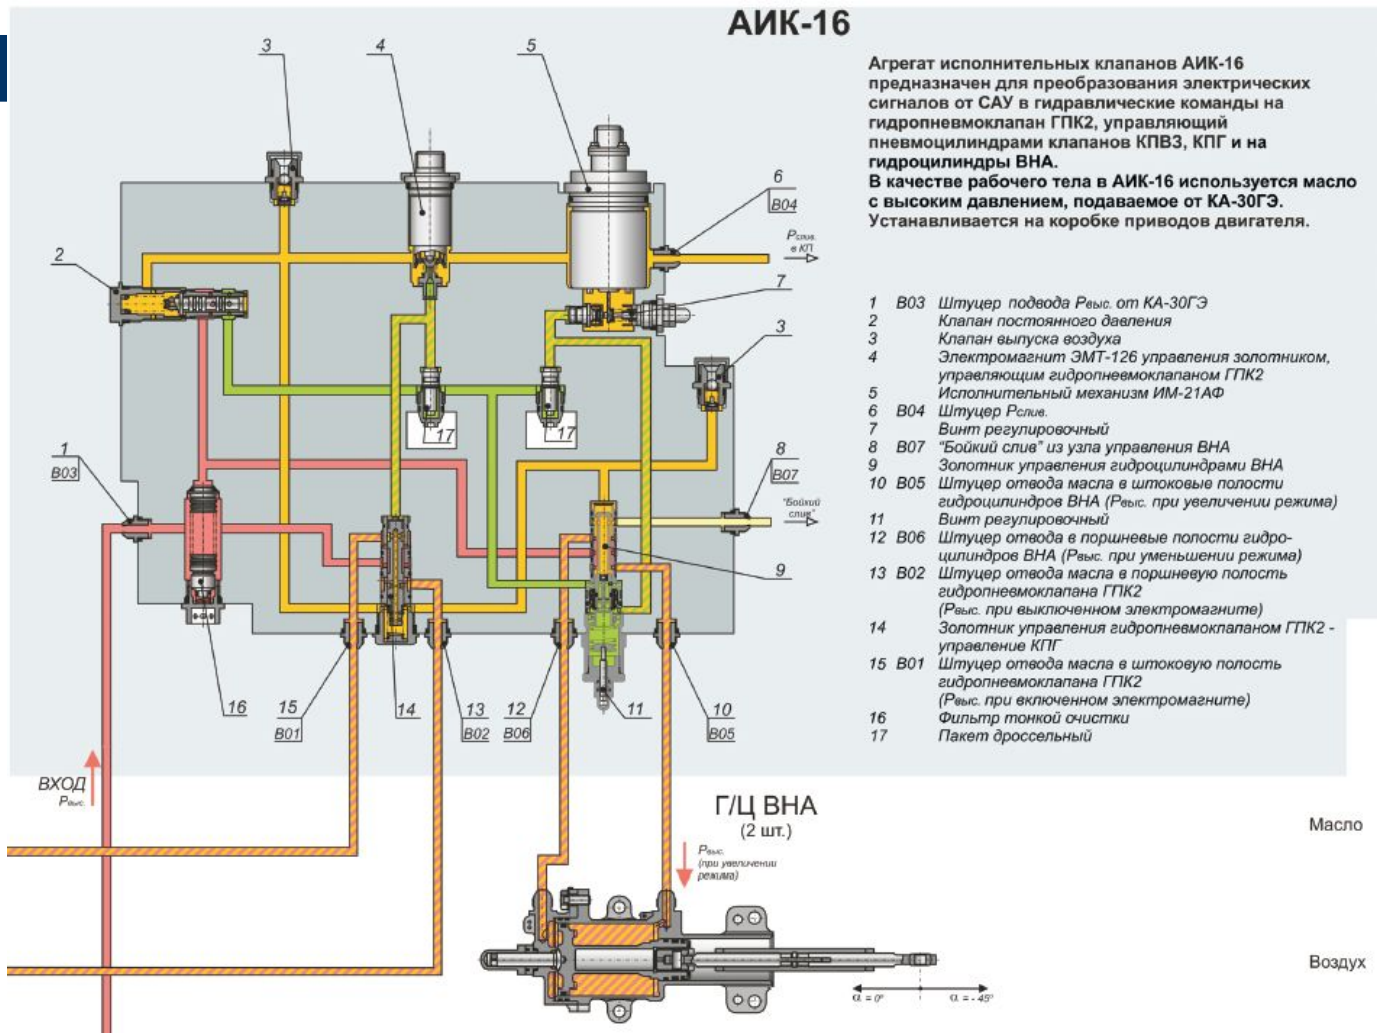 АИК-16
Агрегат исполнительных клапанов АИК-16
предназначен для преобразования электрических
сигналов от САУ в гидравлические команды на
гидропневмоклапан ГПК2, управляющий
пневмоцилиндрами клапанов КПВЗ, КПГ и на
гидроцилиндры ВНА.
В качестве рабочего тела в АИК-16 используется масло
с высоким давлением, подаваемое от КА-30ГЭ.
Устанавливается на коробке приводов двигателя.
3
4
5
6
В04
Рслив.
в КП
2
7
3
17
17
1
В03
8
В07
"Бойкий
слив"
9
16
15
В01
14
13
В02
12
В06
11
10
В05
1 В03 Штуцер подвода Рвыс. от КА-30ГЭ
2 Клапан постоянного давления
3 Клапан выпуска воздуха
4 Электромагнит ЭМТ-126 управления золотником,
управляющим гидропневмоклапаном ГПК2
5 Исполнительный механизм ИМ-21АФ
6 В04 Штуцер Рслив.
7 Винт регулировочный
8 В07 "Бойкий слив" из узла управления ВНА
9 Золотник управления гидроцилиндрами ВНА
10 В05 Штуцер отвода масла в штоковые полости
гидроцилиндров ВНА (Рвыс. при увеличении режима)
11 Винт регулировочный
12 В06 Штуцер отвода в поршневые полости гидро-
цилиндров ВНА (Рвыс. при уменьшении режима)
13 В02 Штуцер отвода масла в поршневую полость
гидропневмоклапана ГПК2
(Рвыс. при выключенном электромагните)
14 Золотник управления гидропневмоклапаном ГПК2 -
управление КПГ
15 В01 Штуцер отвода масла в штоковую полость
гидропневмоклапана ГПК2
(Рвыс. при включенном электромагните)
16 Фильтр тонкой очистки
17 Пакет дроссельный
ВХОД
Рвыс.
Г/Ц ВНА
(2 шт.)
Рвыс.
(при увеличении
режима)
Масло
Воздух
α = 0°
α = - 45°